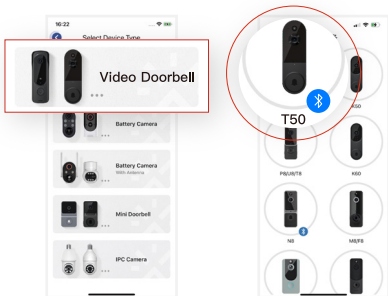 16:22
Select Device Type
Video Doorbell
Battery Camera
Battery Camera
With Antenna
Mini Doorbell
IPC Camera
T50
K50
P8/U8/T8
K60
N8
M8/F8